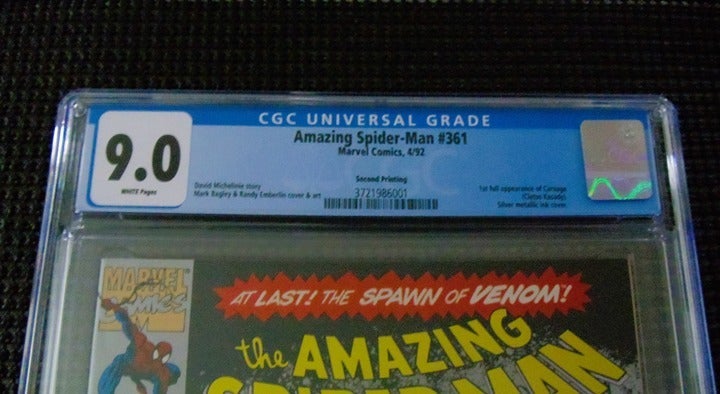 CGC UNIVERSAL GRADE
9.0
WHITE Pages
Amazing Spider-Man #361
Marvel Comics, 4/92
Second Printing
David Michelinie story
Mark Bagley & Randy Emberlin cover & art
3721986001
1st full appearance of Carnage
(Cletus Kasady)
Silver metallic ink cover
MARVEL
COMICS
AT LAST! THE SPAWN OF VENOM!
the AMAZING
SPIDER-MAN